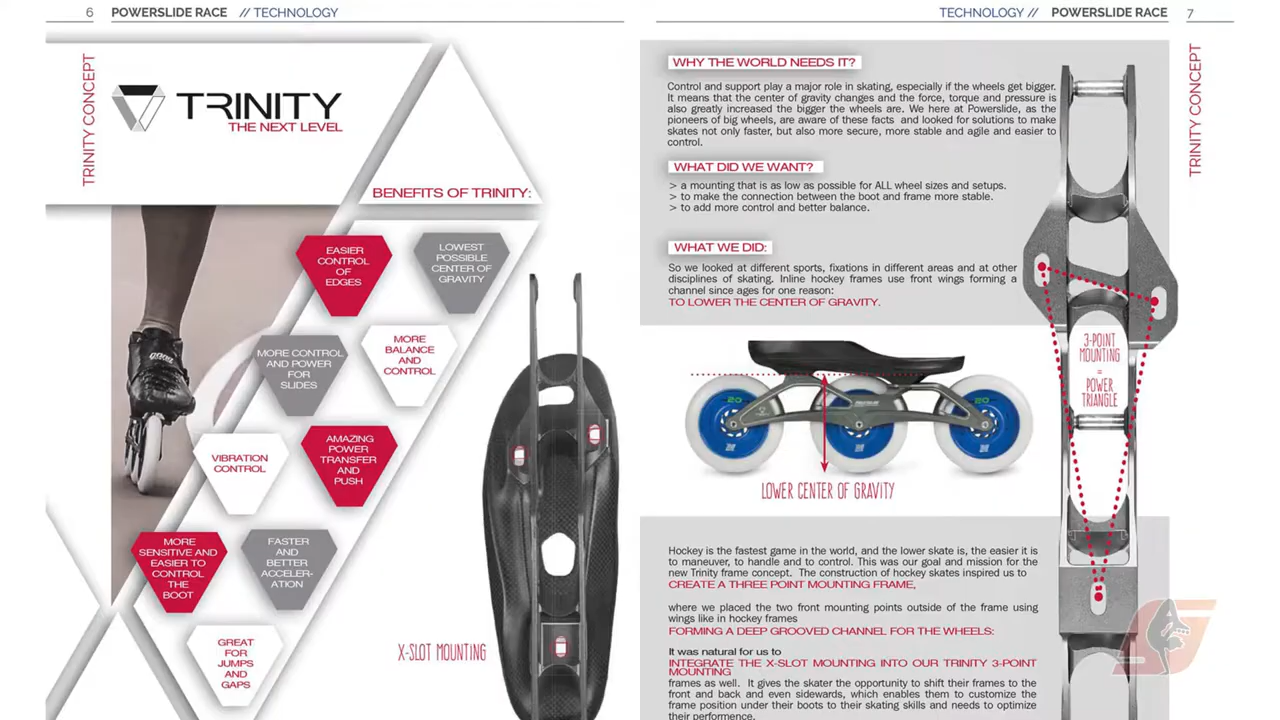 6 POWERSLIDE RACE // TECHNOLOGY
TRINITY CONCEPT
TRINITY
THE NEXT LEVEL
BENEFITS OF TRINITY:
EASIER
CONTROL
OF
EDGES
LOWEST
POSSIBLE
CENTER OF
GRAVITY
MORE CONTROL
AND POWER
FOR
SLIDES
MORE
BALANCE
AND
CONTROL
VIBRATION
CONTROL
AMAZING
POWER
TRANSFER
AND
PUSH
MORE
SENSITIVE AND
EASIER TO
CONTROL
THE
BOOT
FASTER
AND
BETTER
ACCELER-
ATION
GREAT
FOR
JUMPS
AND
GAPS
X-SLOT MOUNTING
TECHNOLOGY // POWERSLIDE RACE 7
TRINITY CONCEPT
WHY THE WORLD NEEDS IT?
Control and support play a major role in skating, especially if the wheels get bigger.
It means that the center of gravity changes and the force, torque and pressure is
also greatly increased the bigger the wheels are. We here at Powerslide, as the
pioneers of big wheels, are aware of these facts and looked for solutions to make
skates not only faster, but also more secure, more stable and agile and easier to
control.
WHAT DID WE WANT?
> a mounting that is as low as possible for ALL wheel sizes and setups.
> to make the connection between the boot and frame more stable.
> to add more control and better balance.
WHAT WE DID:
So we looked at different sports, fixations in different areas and at other
disciplines of skating. Inline hockey frames use front wings forming a
channel since ages for one reason:
TO LOWER THE CENTER OF GRAVITY.
3-POINT
MOUNTING
=
POWER
TRIANGLE
20
20
LOWER CENTER OF GRAVITY
Hockey is the fastest game in the world, and the lower skate is, the easier it is
to maneuver, to handle and to control. This was our goal and mission for the
new Trinity frame concept. The construction of hockey skates inspired us to
CREATE A THREE POINT MOUNTING FRAME,
where we placed the two front mounting points outside of the frame using
wings like in hockey frames
FORMING A DEEP GROOVED CHANNEL FOR THE WHEELS:
It was natural for us to
INTEGRATE THE X-SLOT MOUNTING INTO OUR TRINITY 3-POINT
MOUNTING
frames as well. It gives the skater the opportunity to shift their frames to the
front and back and even sidewards, which enables them to customize the
frame position under their boots to their skating skills and needs to optimize
their performence.